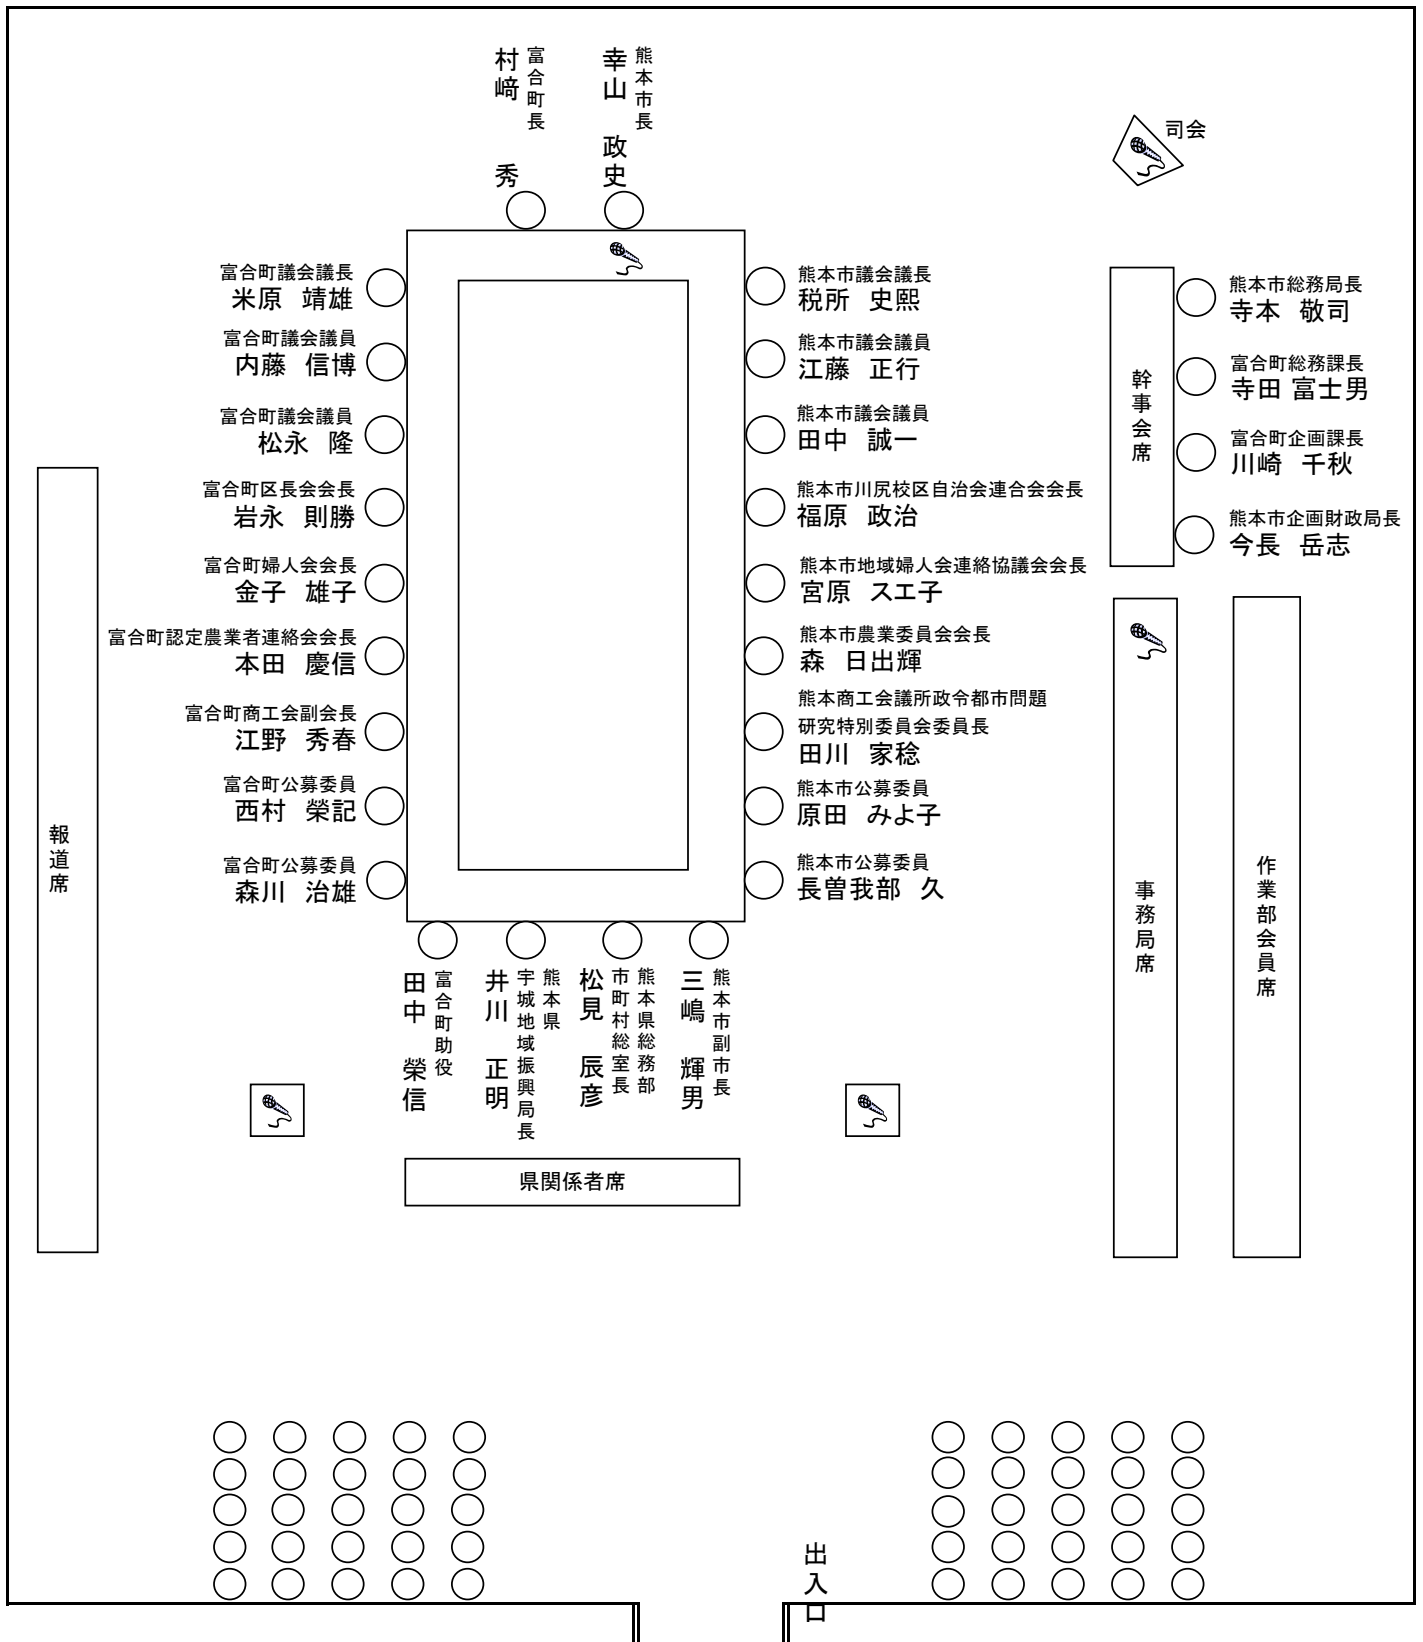 熊本市長
幸山 政史
富合町長
村﨑 秀
司会
富合町議会議長
米原 靖雄
富合町議会議員
内藤 信博
富合町議会議員
松永 隆
富合町区長会会長
岩永 則勝
富合町婦人会会長
金子 雄子
富合町認定農業者連絡会会長
本田 慶信
富合町商工会副会長
江野 秀春
富合町公募委員
西村 榮記
富合町公募委員
森川 治雄
熊本市議会議長
税所 史熙
熊本市議会議員
江藤 正行
熊本市議会議員
田中 誠一
熊本市川尻校区自治会連合会会長
福原 政治
熊本市地域婦人会連絡協議会会長
宮原 スエ子
熊本市農業委員会会長
森 日出輝
熊本商工会議所政令都市問題
研究特別委員会委員長
田川 家稔
熊本市公募委員
原田 みよ子
熊本市公募委員
長曽我部 久
熊本市総務局長
寺本 敬司
富合町総務課長
寺田 富士男
富合町企画課長
川崎 千秋
熊本市企画財政局長
今長 岳志
幹事会席
報道席
事務局席
作業部会員席
熊本市副市長
三嶋 輝男
熊本県総務部
市町村総室長
松見 辰彦
熊本県
宇城地域振興局長
井川 正明
富合町助役
田中 榮信
県関係者席
出入口